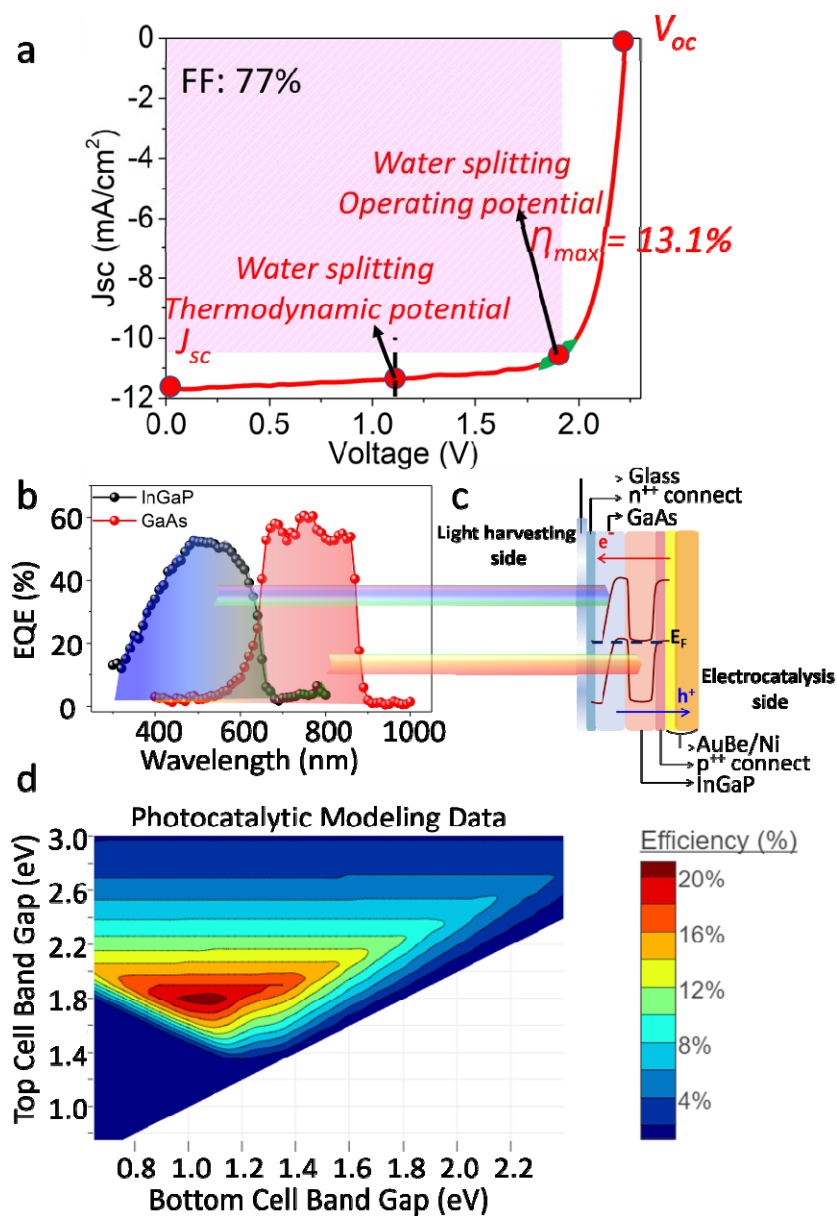 a
0
-2
-4
-6
-8
-10
-12
Jsc (mA/cm²)
FF: 77%
V_oc
Water splitting
Operating potential
η_max = 13.1%
Water splitting
Thermodynamic potential
J_sc
0.0 0.5 1.0 1.5 2.0
Voltage (V)
b
InGaP
GaAs
60
40
20
0
EQE (%)
400 600 800 1000
Wavelength (nm)
c
Glass
n⁺⁺ connect
GaAs
Light harvesting
side
e⁻
E_F
Electrocatalysis
side
h⁺
AuBe/Ni
p⁺⁺ connect
InGaP
d
Photocatalytic Modeling Data
3.0
2.6
2.2
1.8
1.4
1.0
Top Cell Band Gap (eV)
0.8 1.0 1.2 1.4 1.6 1.8 2.0 2.2
Bottom Cell Band Gap (eV)
Efficiency (%)
20%
16%
12%
8%
4%